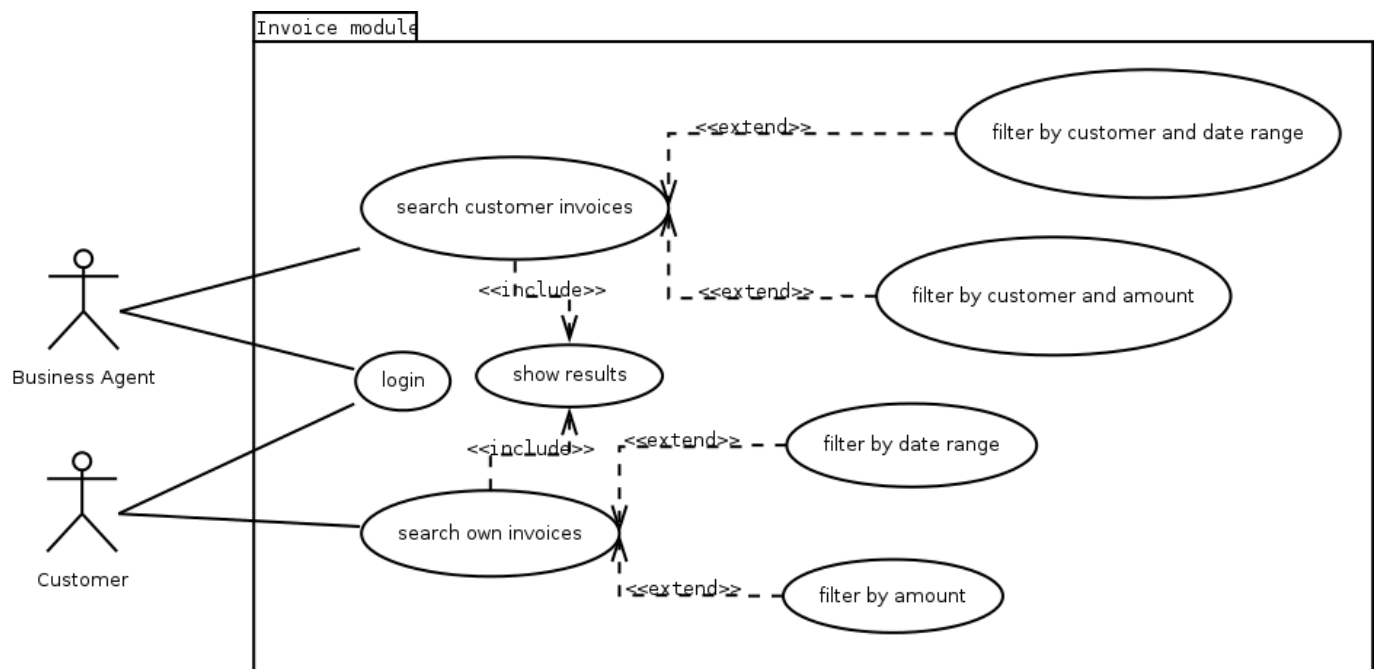 Invoice module
<<extend>>
filter by customer and date range
search customer invoices
<<include>>
<<extend>>
filter by customer and amount
Business Agent
login
show results
<<include>>
<<extend>>
filter by date range
search own invoices
Customer
<<extend>>
filter by amount